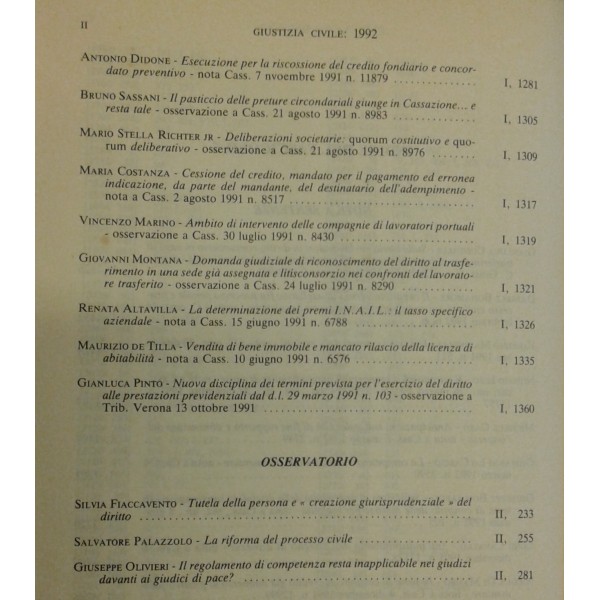 II
GIUSTIZIA CIVILE: 1992
ANTONIO DIDONE - Esecuzione per la riscossione del credito fondiario e concor-
dato preventivo - nota Cass. 7 nvoembre 1991 n. 11879 .............. I, 1281
BRUNO SASSANI - Il pasticcio delle preture circondariali giunge in Cassazione... e
resta tale - osservazione a Cass. 21 agosto 1991 n. 8983 .............. I, 1305
MARIO STELLA RICHTER JR - Deliberazioni societarie: quorum costitutivo e quo-
rum deliberativo - osservazione a Cass. 21 agosto 1991 n. 8976 ........ I, 1309
MARIA COSTANZA - Cessione del credito, mandato per il pagamento ed erronea
indicazione, da parte del mandante, del destinatario dell'adempimento -
nota a Cass. 2 agosto 1991 n. 8517 ........................ I, 1317
VINCENZO MARINO - Ambito di intervento delle compagnie di lavoratori portuali
- osservazione a Cass. 30 luglio 1991 n. 8430 .................... I, 1319
GIOVANNI MONTANA - Domanda giudiziale di riconoscimento del diritto al trasfe-
rimento in una sede già assegnata e litisconsorzio nei confronti del lavorato-
re trasferito - osservazione a Cass. 24 luglio 1991 n. 8290 ............ I, 1321
RENATA ALTAVILLA - La determinazione dei premi I.N.A.I.L.: il tasso specifico
aziendale - nota a Cass. 15 giugno 1991 n. 6788 .................. I, 1326
MAURIZIO DE TILLA - Vendita di bene immobile e mancato rilascio della licenza di
abitabilità - nota a Cass. 10 giugno 1991 n. 6576 .................. I, 1335
GIANLUCA PINTO - Nuova disciplina dei termini prevista per l'esercizio del diritto
alle prestazioni previdenziali dal d.l. 29 marzo 1991 n. 103 - osservazione a
Trib. Verona 13 ottobre 1991 .............................. I, 1360
OSSERVATORIO
SILVIA FIACCAVENTO - Tutela della persona e « creazione giurisprudenziale » del
diritto ........................................ II, 233
SALVATORE PALAZZOLO - La riforma del processo civile .................. II, 255
GIUSEPPE OLIVIERI - Il regolamento di competenza resta inapplicabile nei giudizi
davanti ai giudici di pace? .............................. II, 281